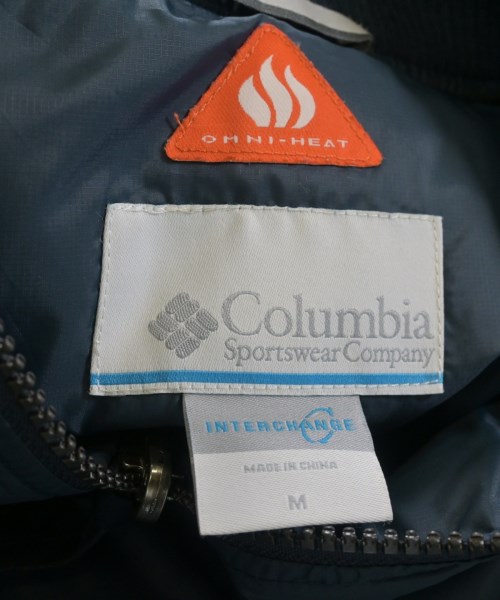 OMNI-HEAT
Columbia
Sportswear Company
INTERCHANGE
MADE IN CHINA
M